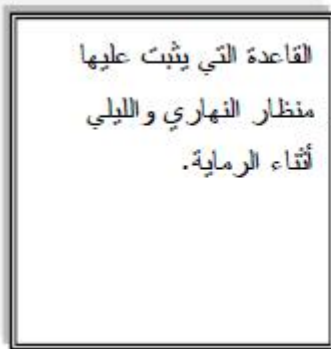 القاعدة التي يثبت عليها
منظار النهاري والليلي
أثناء الرماية.